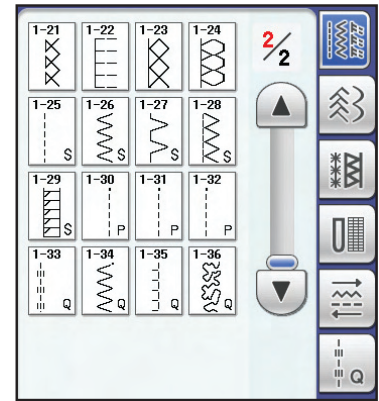 1-21 1-22 1-23 1-24
2/2
1-25 1-26 1-27 1-28
S S S S
1-29 1-30 1-31 1-32
S P P P
1-33 1-34 1-35 1-36
Q Q Q Q
Q